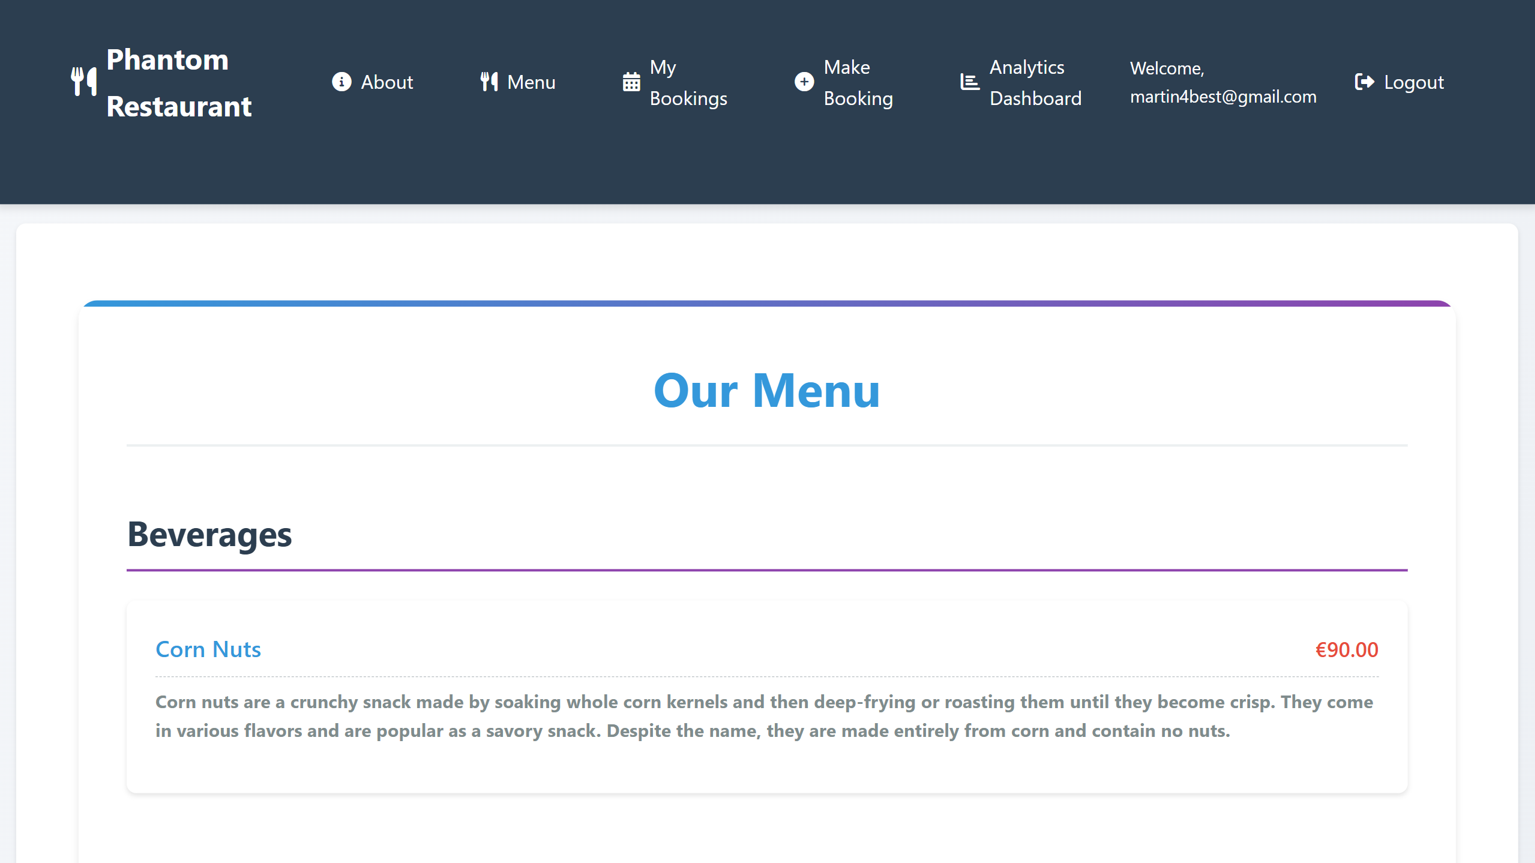 Phantom
Restaurant
About
Menu
My
Bookings
Make
Booking
Analytics
Dashboard
Welcome,
martin4best@gmail.com
Logout
Our Menu
Beverages
Corn Nuts
€90.00
Corn nuts are a crunchy snack made by soaking whole corn kernels and then deep-frying or roasting them until they become crisp. They come
in various flavors and are popular as a savory snack. Despite the name, they are made entirely from corn and contain no nuts.